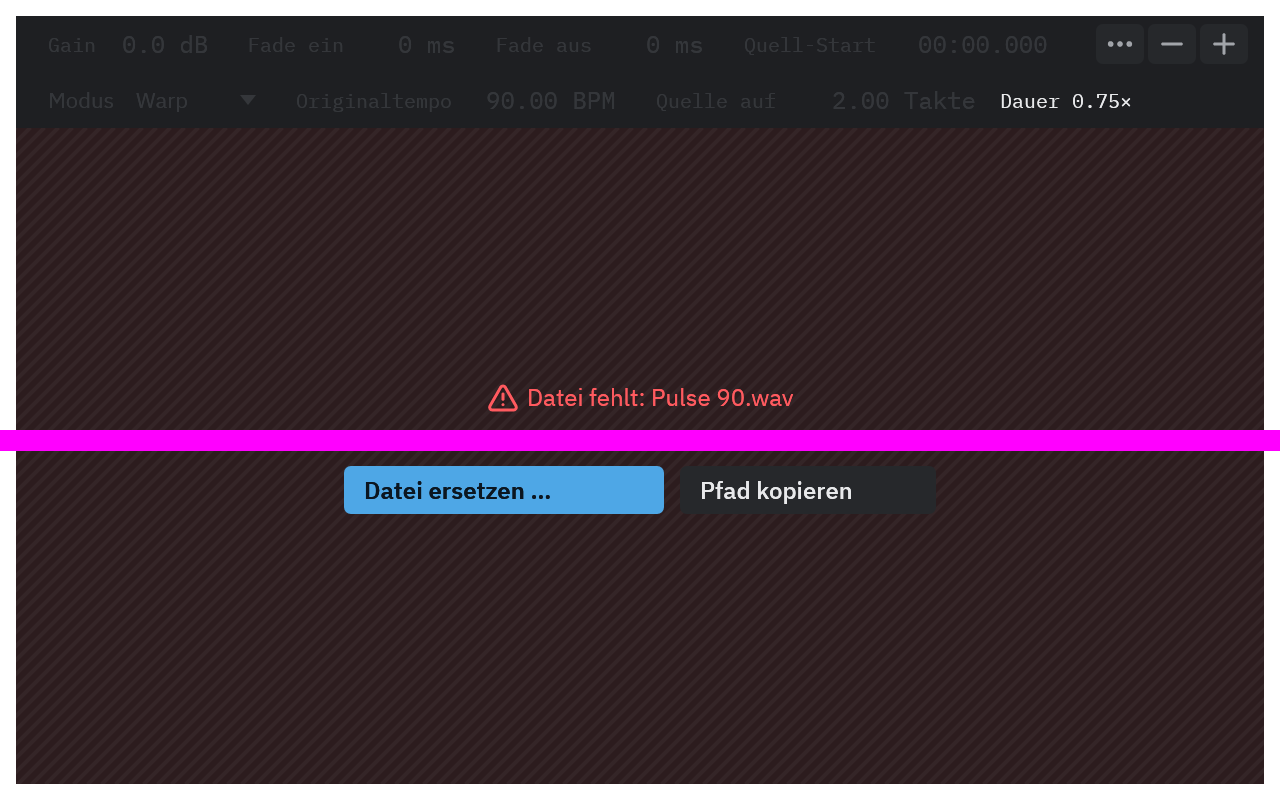 Gain 0.0 dB Fade ein 0 ms Fade aus 0 ms Quell-Start 00:00.000
Modus Warp Originaltempo 90.00 BPM Quelle auf 2.00 Takte Dauer 0.75×
Datei fehlt: Pulse 90.wav
Datei ersetzen … Pfad kopieren